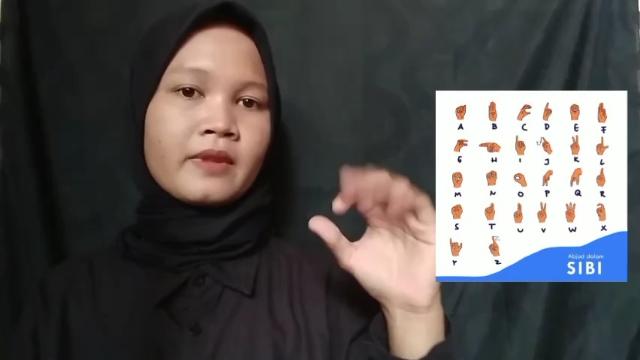 A B C D E F
G H I J K L
M N O P Q R
S T U V W X
Y Z
Abjad dalam
SIBI